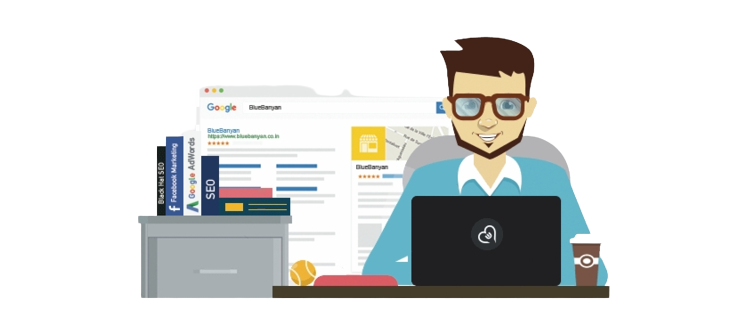 Google BlueBanyan
BlueBanyan
https://www.bluebanyan.co.in
BlueBanyan
Black Hat SEO
f Facebook Marketing
Google AdWords
SEO